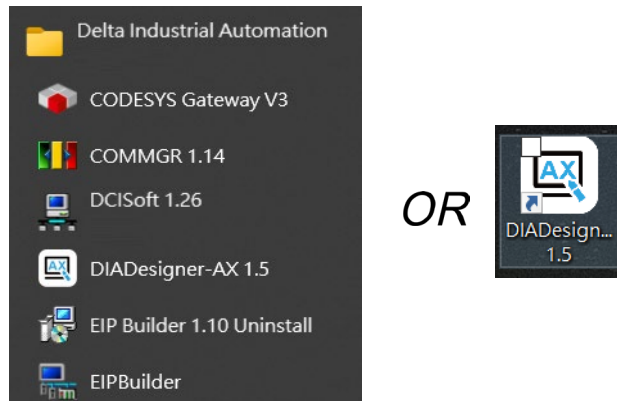 Delta Industrial Automation
CODESYS Gateway V3
COMMGR 1.14
DCISoft 1.26
AX
DIADesigner-AX 1.5
EIP Builder 1.10 Uninstall
EIPBuilder
OR
AX
DIADesign...
1.5